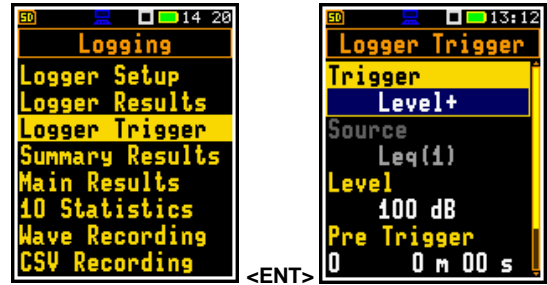 SD 14 20
Logging
Logger Setup
Logger Results
Logger Trigger
Summary Results
Main Results
10 Statistics
Wave Recording
CSV Recording
<ENT>
SD 13:12
Logger Trigger
Trigger
Level+
Source
Leq(1)
Level
100 dB
Pre Trigger
0 0 m 00 s